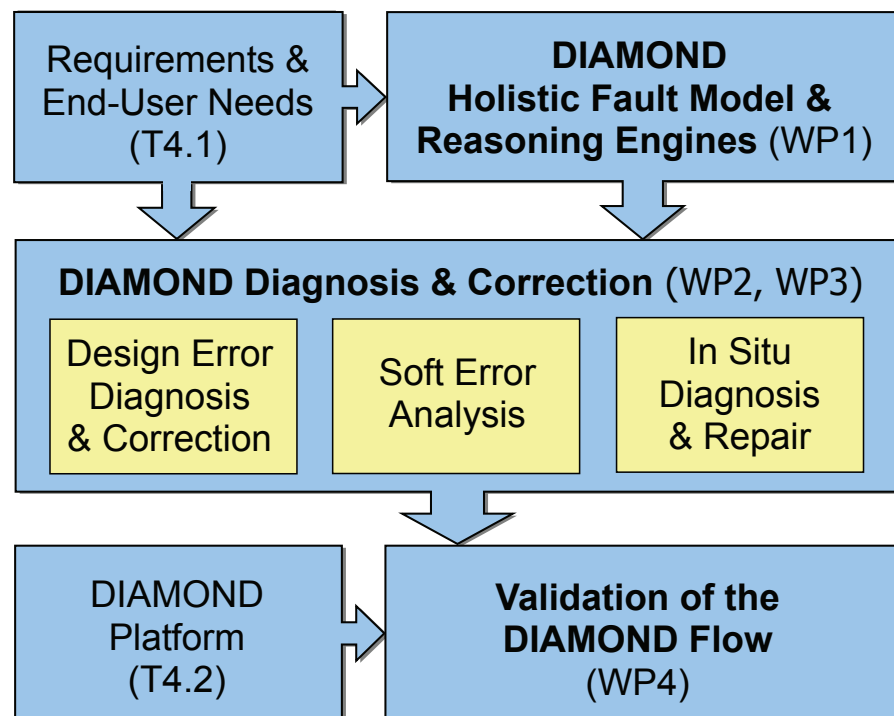 Requirements &
End-User Needs
(T4.1)
DIAMOND
Holistic Fault Model &
Reasoning Engines (WP1)
DIAMOND Diagnosis & Correction (WP2, WP3)
Design Error
Diagnosis
& Correction
Soft Error
Analysis
In Situ
Diagnosis
& Repair
DIAMOND
Platform
(T4.2)
Validation of the
DIAMOND Flow
(WP4)